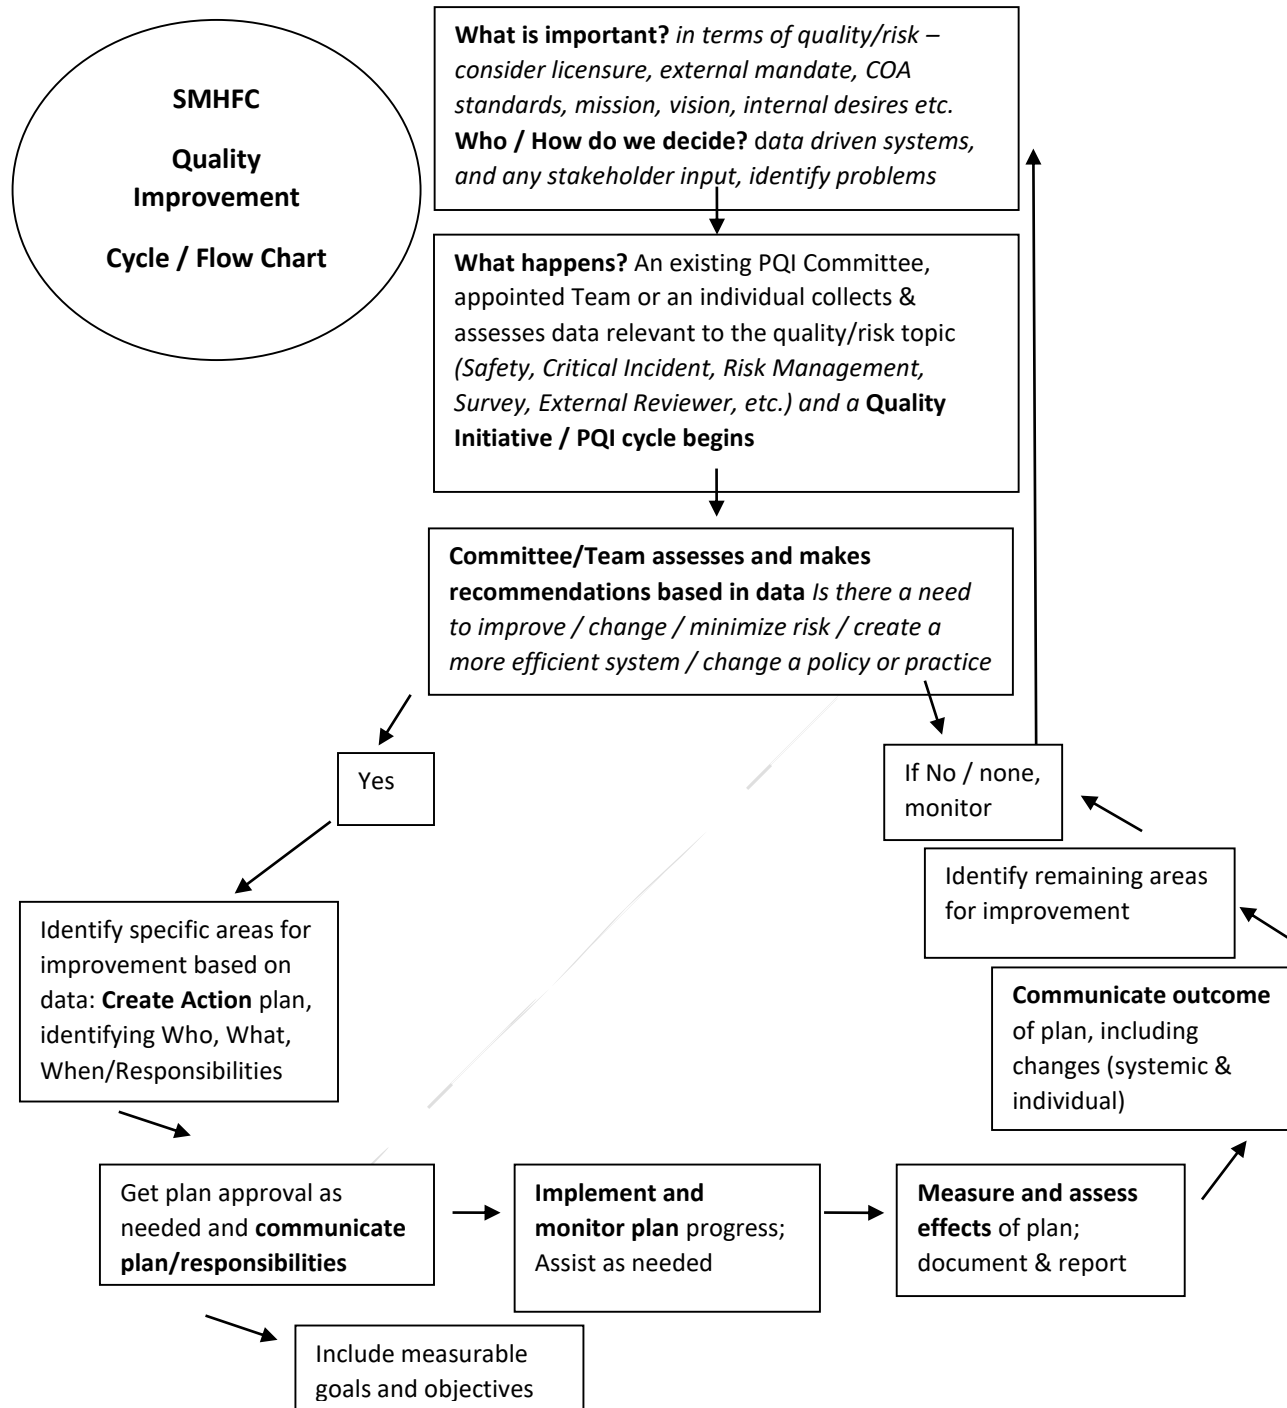 SMHFC
Quality
Improvement
Cycle / Flow Chart
What is important? in terms of quality/risk –
consider licensure, external mandate, COA
standards, mission, vision, internal desires etc.
Who / How do we decide? data driven systems,
and any stakeholder input, identify problems
What happens? An existing PQI Committee,
appointed Team or an individual collects &
assesses data relevant to the quality/risk topic
(Safety, Critical Incident, Risk Management,
Survey, External Reviewer, etc.) and a Quality
Initiative / PQI cycle begins
Committee/Team assesses and makes
recommendations based in data Is there a need
to improve / change / minimize risk / create a
more efficient system / change a policy or practice
Yes
If No / none,
monitor
Identify remaining areas
for improvement
Identify specific areas for
improvement based on
data: Create Action plan,
identifying Who, What,
When/Responsibilities
Communicate outcome
of plan, including
changes (systemic &
individual)
Get plan approval as
needed and communicate
plan/responsibilities
Implement and
monitor plan progress;
Assist as needed
Measure and assess
effects of plan;
document & report
Include measurable
goals and objectives